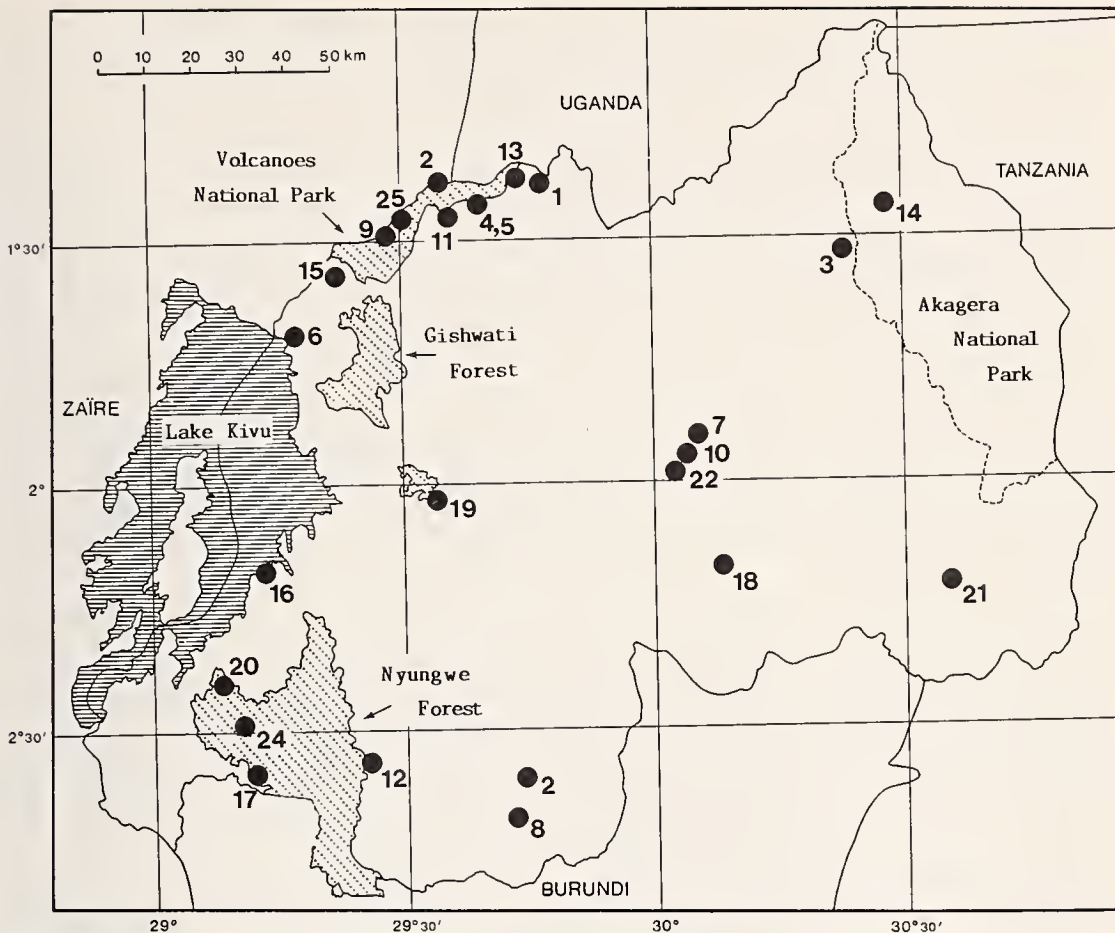 0 10 20 30 40 50 km
UGANDA
Volcanoes
National Park
2
13
1
TANZANIA
25
14
9
11
4,5
1°30′
3
15
Akagera
National
Park
6
Gishwati
Forest
ZAÏRE
Lake Kivu
7
10
22
2°
19
18
21
16
20
Nyungwe
Forest
24
2°30′
12
2
17
8
BURUNDI
29°
29°30′
30°
30°30′